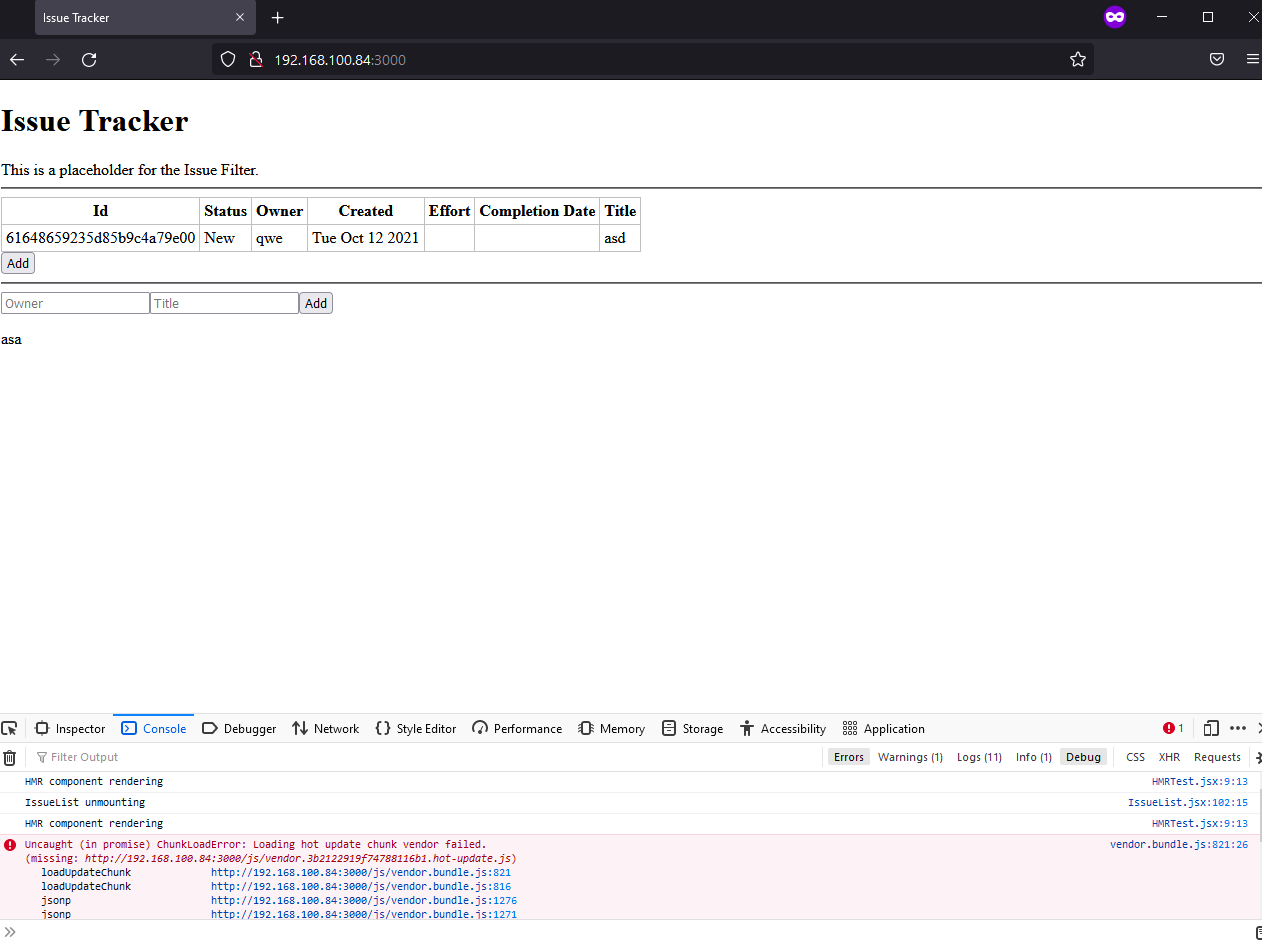 Issue Tracker
192.168.100.84:3000
Issue Tracker
This is a placeholder for the Issue Filter.
Id Status Owner Created Effort Completion Date Title
61648659235d85b9c4a79e00 New qwe Tue Oct 12 2021 asd
Add
Owner Title Add
asa
Inspector Console Debugger Network Style Editor Performance Memory Storage Accessibility Application 1
Filter Output Errors Warnings (1) Logs (11) Info (1) Debug CSS XHR Requests
HMR component rendering HMRTest.jsx:9:13
IssueList unmounting IssueList.jsx:102:15
HMR component rendering HMRTest.jsx:9:13
Uncaught (in promise) ChunkLoadError: Loading hot update chunk vendor failed. vendor.bundle.js:821:26
(missing: http://192.168.100.84:3000/js/vendor.3b2122919f74788116b1.hot-update.js)
loadUpdateChunk http://192.168.100.84:3000/js/vendor.bundle.js:821
loadUpdateChunk http://192.168.100.84:3000/js/vendor.bundle.js:816
jsonp http://192.168.100.84:3000/js/vendor.bundle.js:1276
jsonp http://192.168.100.84:3000/js/vendor.bundle.js:1271